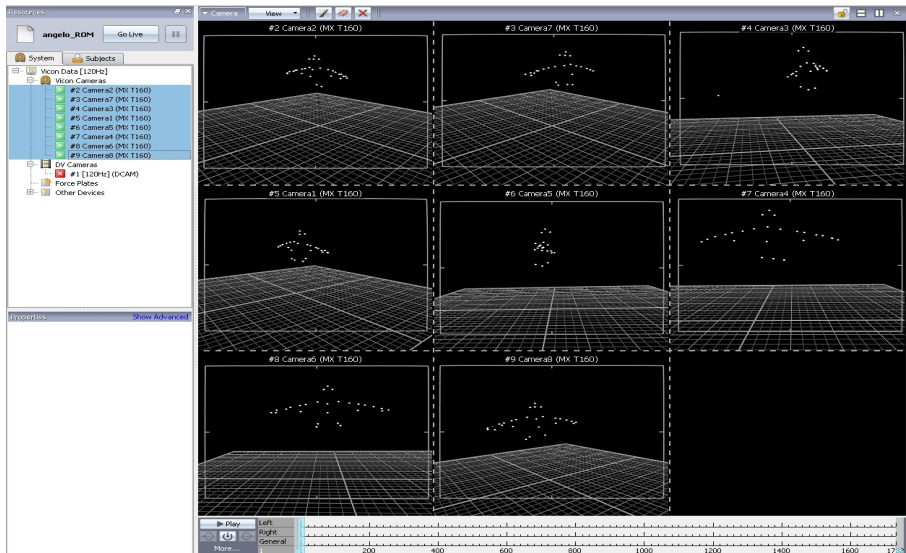 Resources
angelo_ROM
Go Live
System
Subjects
Vicon Data [120Hz]
Vicon Cameras
#2 Camera2 (MX T160)
#3 Camera7 (MX T160)
#4 Camera3 (MX T160)
#5 Camera1 (MX T160)
#6 Camera5 (MX T160)
#7 Camera4 (MX T160)
#8 Camera6 (MX T160)
#9 Camera8 (MX T160)
DV Cameras
#1 [120Hz] (DCAM)
Force Plates
Other Devices
Properties
Show Advanced
Camera
View
#2 Camera2 (MX T160)
#3 Camera7 (MX T160)
#4 Camera3 (MX T160)
#5 Camera1 (MX T160)
#6 Camera5 (MX T160)
#7 Camera4 (MX T160)
#8 Camera6 (MX T160)
#9 Camera8 (MX T160)
Play
More...
Left
Right
General
1
200 400 600 800 1000 1200 1400 1600